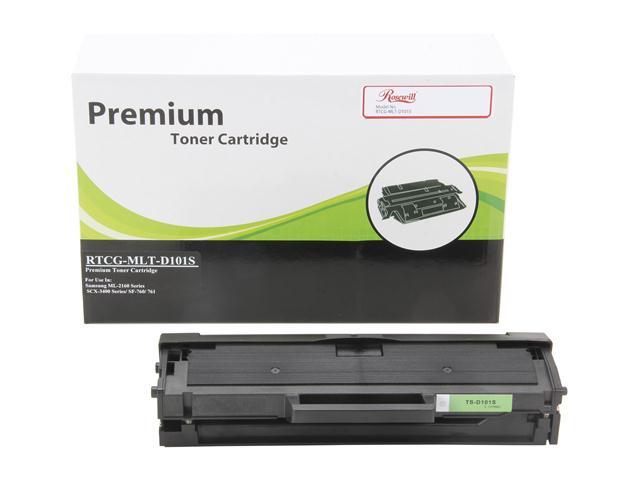 Premium
Toner Cartridge
Rosewill
Model No.
RTCG-MLT-D101S
RTCG-MLT-D101S
Premium Toner Cartridge
For Use In:
Samsung ML-2160 Series
SCX-3400 Series/ SF-760/ 761
TS-D101S